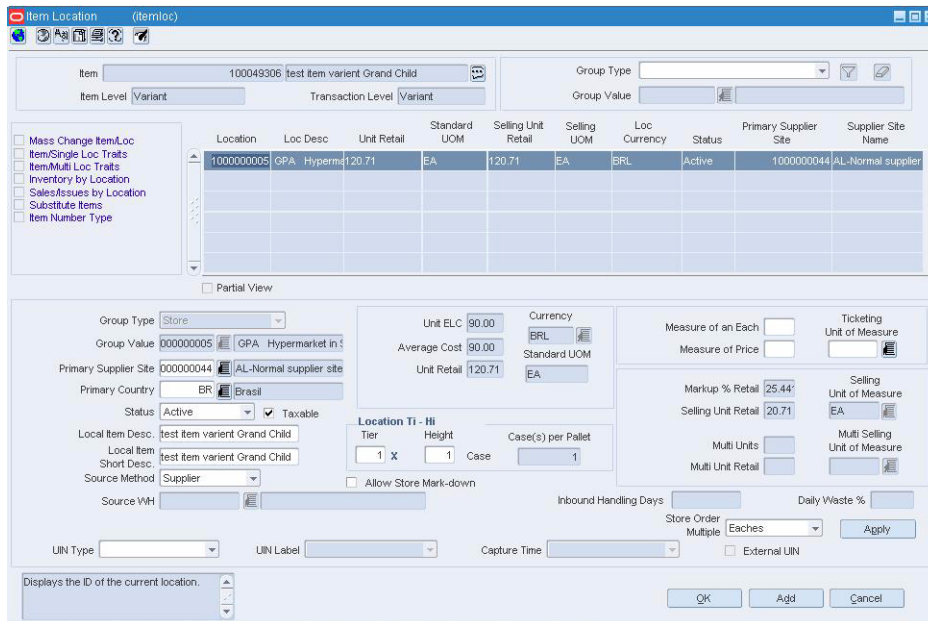 Item Location (itemloc)
Item 100049306 test item varient Grand Child
Group Type
Item Level Variant Transaction Level Variant
Group Value
Mass Change Item/Loc
Item/Single Loc Traits
Item/Multi Loc Traits
Inventory by Location
Sales/Issues by Location
Substitute Items
Item Number Type
Location Loc Desc Unit Retail Standard UOM Selling Unit Retail Selling UOM Loc Currency Status Primary Supplier Site Supplier Site Name
1000000005 GPA Hyperma 120.71 EA 120.71 EA BRL Active 1000000044 AL-Normal supplier
Partial View
Group Type Store
Group Value 000000005 GPA Hypermarket in S
Primary Supplier Site 000000044 AL-Normal supplier site
Primary Country BR Brasil
Status Active Taxable
Local Item Desc. test item varient Grand Child
Local Item Short Desc. test item varient Grand Child
Source Method Supplier
Source WH
Unit ELC 90.00
Average Cost 90.00
Unit Retail 120.71
Currency
BRL
Standard UOM
EA
Location Ti - Hi
Tier Height Case(s) per Pallet
1 X 1 Case 1
Allow Store Mark-down
Measure of an Each
Measure of Price
Ticketing Unit of Measure
Markup % Retail 25.44
Selling Unit of Measure
Selling Unit Retail 20.71 EA
Multi Units
Multi Selling Unit of Measure
Multi Unit Retail
Inbound Handling Days Daily Waste %
Store Order Multiple Eaches Apply
UIN Type UIN Label Capture Time External UIN
Displays the ID of the current location.
OK Add Cancel